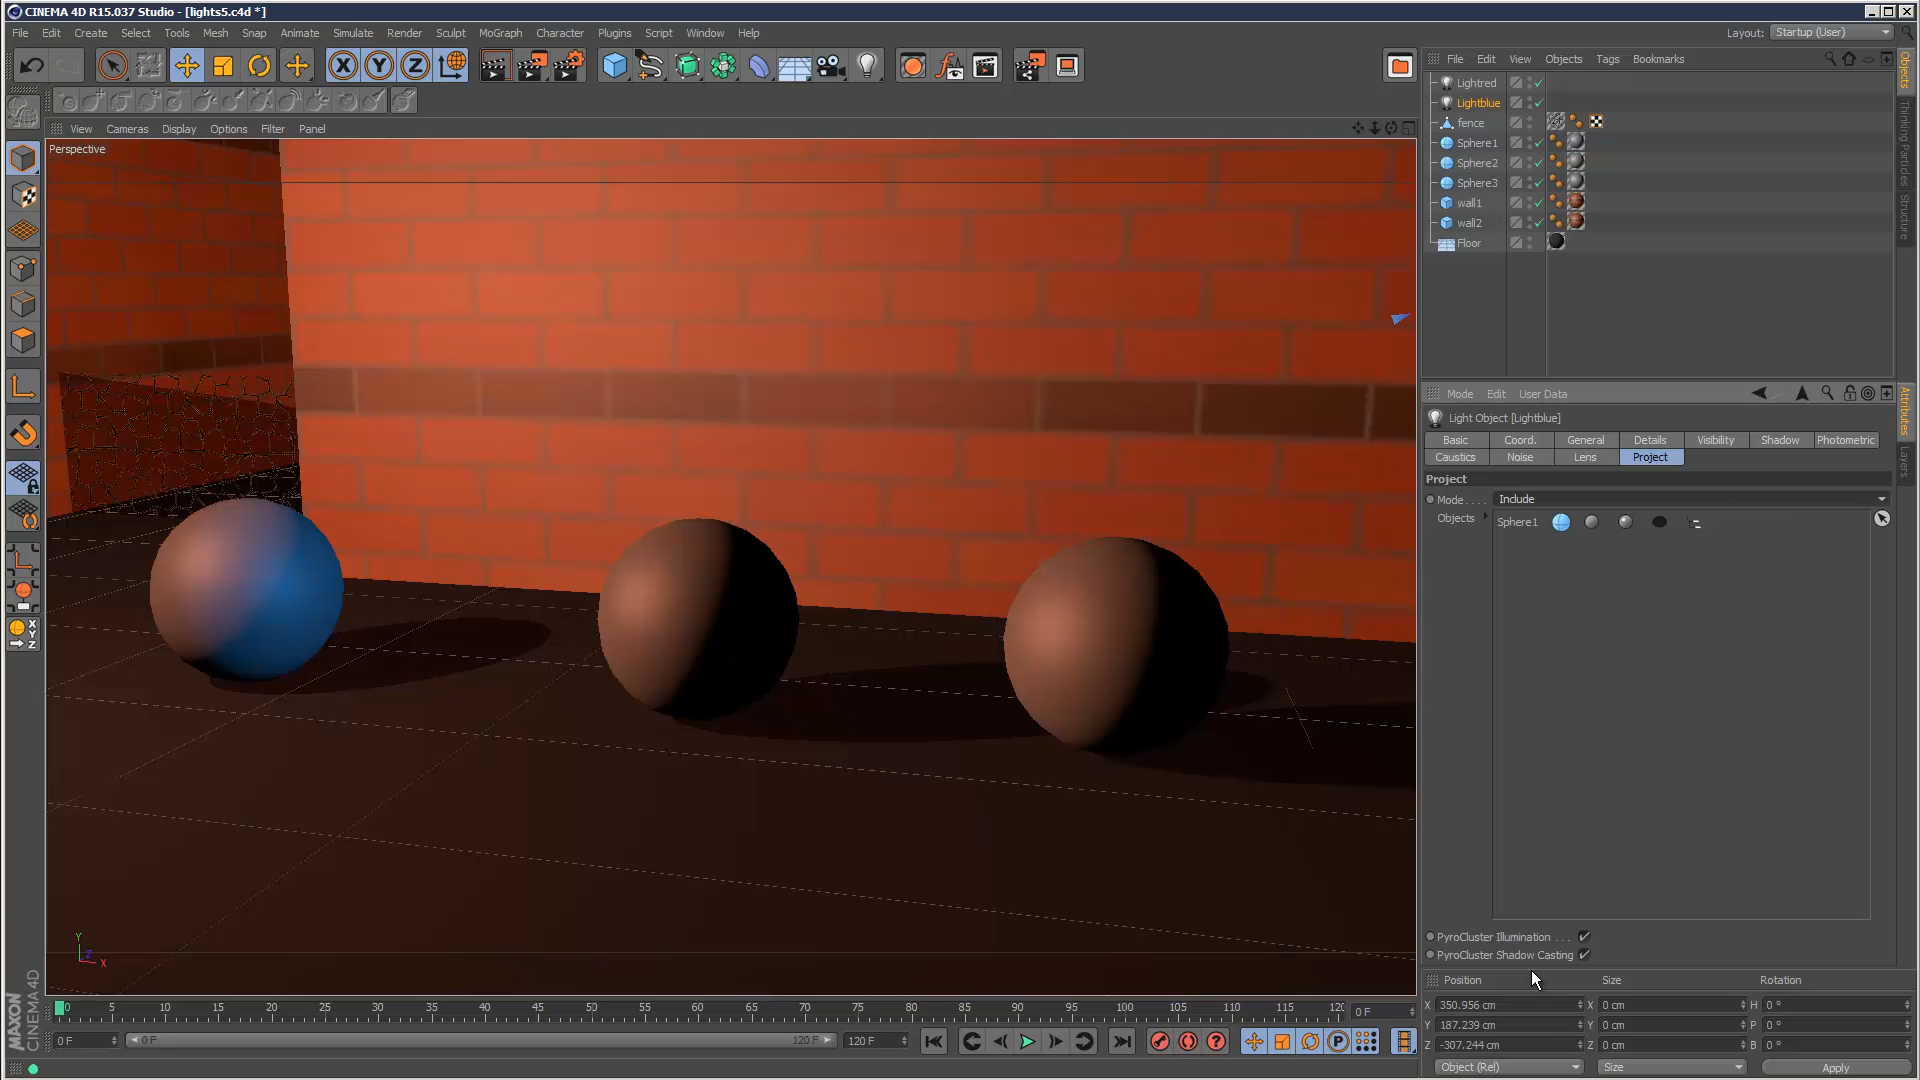 CINEMA 4D R15.037 Studio - [lights5.c4d *]
File Edit Create Select Tools Mesh Snap Animate Simulate Render Sculpt MoGraph Character Plugins Script Window Help
Layout: Startup (User)
X Y Z
File Edit View Objects Tags Bookmarks
View Cameras Display Options Filter Panel
Perspective
Lightred
Lightblue
fence
Sphere1
Sphere2
Sphere3
wall1
wall2
Floor
Objects
Thinking Particles
Structure
Mode Edit User Data
Light Object [Lightblue]
Basic Coord. General Details Visibility Shadow Photometric
Caustics Noise Lens Project
Project
Mode . . . . Include
Objects Sphere1
Attributes
Layers
X
Y
Z
PyroCluster Illumination . . .
PyroCluster Shadow Casting
Y
Z
X
MAXON
CINEMA 4D
Position Size Rotation
X 350.956 cm X 0 cm H 0 °
Y 187.239 cm Y 0 cm P 0 °
Z -307.244 cm Z 0 cm B 0 °
Object (Rel) Size Apply
0 5 10 15 20 25 30 35 40 45 50 55 60 65 70 75 80 85 90 95 100 105 110 115 120 0 F
0 F 0 F 120 F 120 F
? P